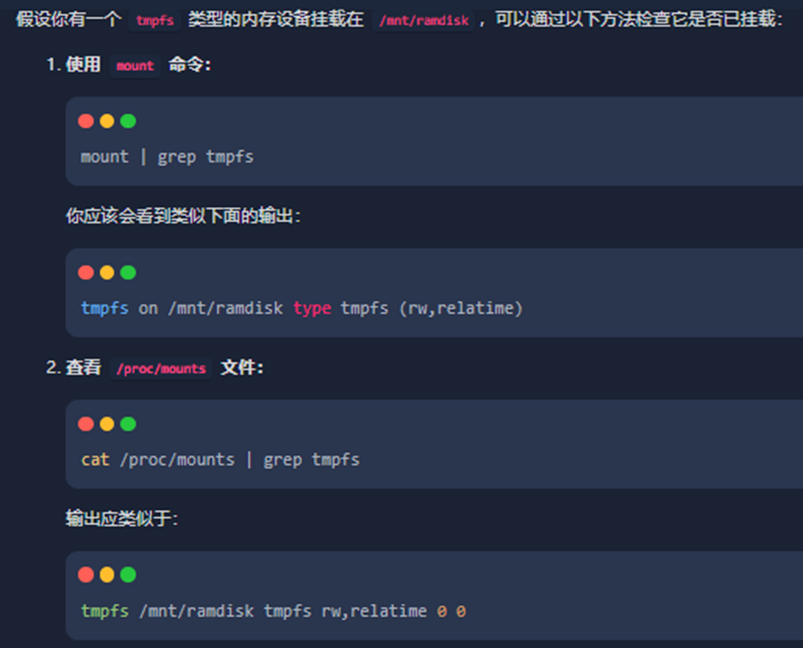 假设你有一个 tmpfs 类型的内存设备挂载在 /mnt/ramdisk ，可以通过以下方法检查它是否已挂载：
1. 使用 mount 命令：
mount | grep tmpfs
你应该会看到类似下面的输出：
tmpfs on /mnt/ramdisk type tmpfs (rw,relatime)
2. 查看 /proc/mounts 文件：
cat /proc/mounts | grep tmpfs
输出应类似于：
tmpfs /mnt/ramdisk tmpfs rw,relatime 0 0